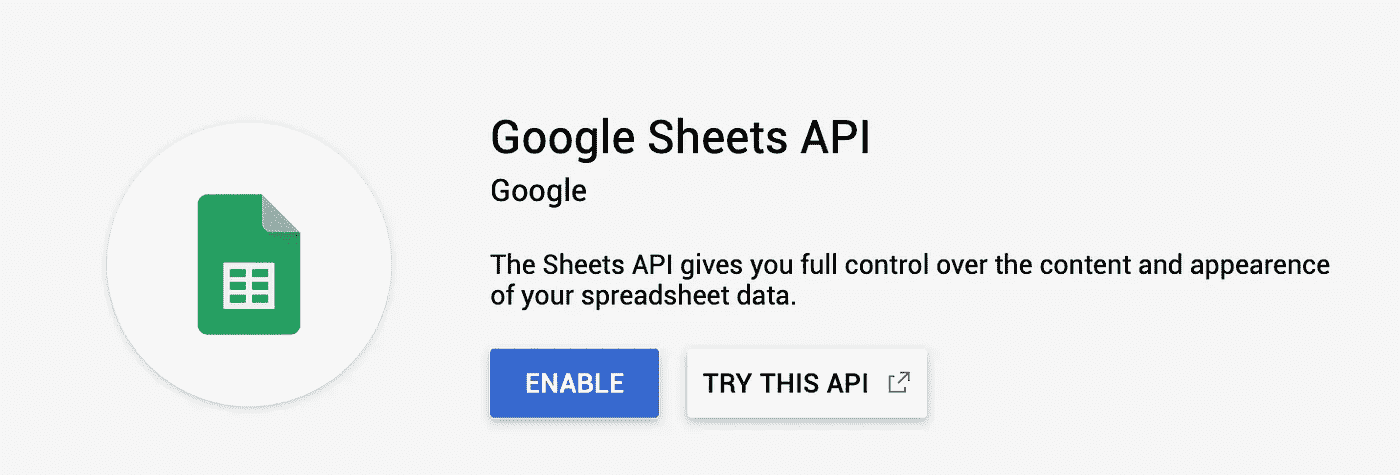 Google Sheets API
Google
The Sheets API gives you full control over the content and appearence
of your spreadsheet data.
ENABLE
TRY THIS API